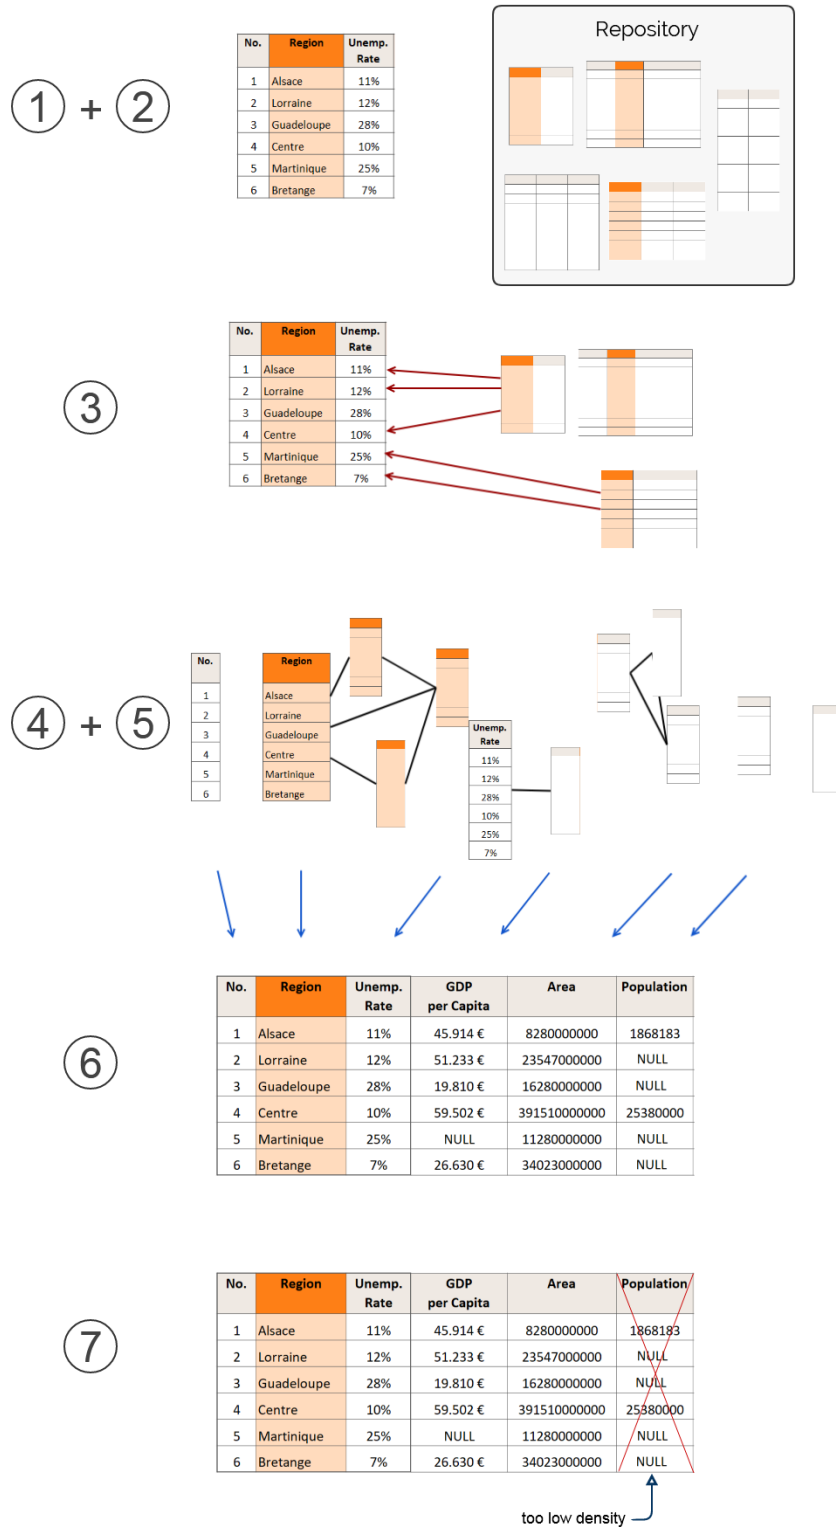 Repository
1 + 2
No. Region Unemp. Rate
1 Alsace 11%
2 Lorraine 12%
3 Guadeloupe 28%
4 Centre 10%
5 Martinique 25%
6 Bretange 7%
3
No. Region Unemp. Rate
1 Alsace 11%
2 Lorraine 12%
3 Guadeloupe 28%
4 Centre 10%
5 Martinique 25%
6 Bretange 7%
4 + 5
No.
1
2
3
4
5
6
Region
Alsace
Lorraine
Guadeloupe
Centre
Martinique
Bretange
Unemp.
Rate
11%
12%
28%
10%
25%
7%
6
No. Region Unemp. Rate GDP per Capita Area Population
1 Alsace 11% 45.914 € 8280000000 1868183
2 Lorraine 12% 51.233 € 23547000000 NULL
3 Guadeloupe 28% 19.810 € 16280000000 NULL
4 Centre 10% 59.502 € 391510000000 25380000
5 Martinique 25% NULL 11280000000 NULL
6 Bretange 7% 26.630 € 34023000000 NULL
7
No. Region Unemp. Rate GDP per Capita Area Population
1 Alsace 11% 45.914 € 8280000000 1868183
2 Lorraine 12% 51.233 € 23547000000 NULL
3 Guadeloupe 28% 19.810 € 16280000000 NULL
4 Centre 10% 59.502 € 391510000000 25380000
5 Martinique 25% NULL 11280000000 NULL
6 Bretange 7% 26.630 € 34023000000 NULL
too low density